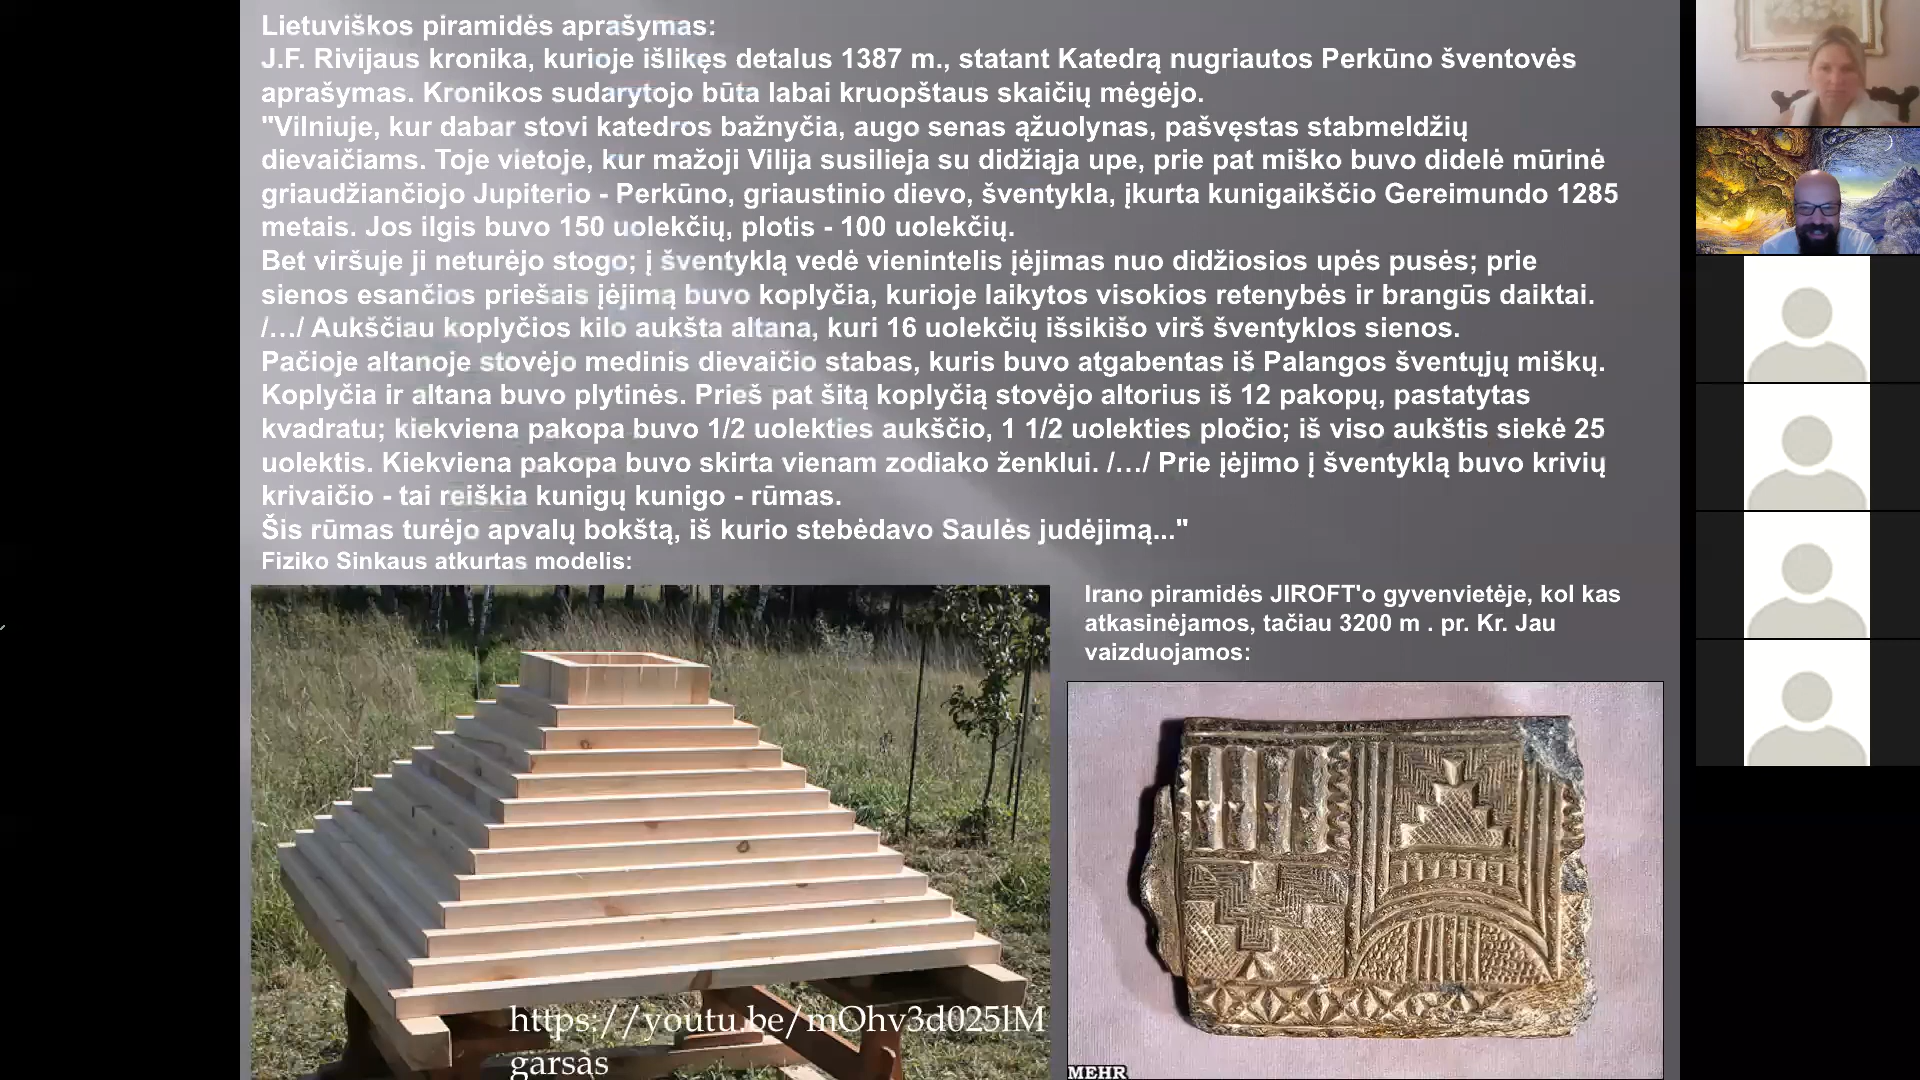 Lietuviškos piramidės aprašymas:
J.F. Rivijaus kronika, kurioje išlikęs detalus 1387 m., statant Katedrą nugriautos Perkūno šventovės
aprašymas. Kronikos sudarytojo būta labai kruopštaus skaičių mėgėjo.
"Vilniuje, kur dabar stovi katedros bažnyčia, augo senas ąžuolynas, pašvęstas stabmeldžių
dievaičiams. Toje vietoje, kur mažoji Vilija susilieja su didžiąja upe, prie pat miško buvo didelė mūrinė
griaudžiančiojo Jupiterio - Perkūno, griaustinio dievo, šventykla, įkurta kunigaikščio Gereimundo 1285
metais. Jos ilgis buvo 150 uolekčių, plotis - 100 uolekčių.
Bet viršuje ji neturėjo stogo; į šventyklą vedė vienintelis įėjimas nuo didžiosios upės pusės; prie
sienos esančios priešais įėjimą buvo koplyčia, kurioje laikytos visokios retenybės ir brangūs daiktai.
/…/ Aukščiau koplyčios kilo aukšta altana, kuri 16 uolekčių išsikišo virš šventyklos sienos.
Pačioje altanoje stovėjo medinis dievaičio stabas, kuris buvo atgabentas iš Palangos šventųjų miškų.
Koplyčia ir altana buvo plytinės. Prieš pat šitą koplyčią stovėjo altorius iš 12 pakopų, pastatytas
kvadratu; kiekviena pakopa buvo 1/2 uolekties aukščio, 1 1/2 uolekties pločio; iš viso aukštis siekė 25
uolektis. Kiekviena pakopa buvo skirta vienam zodiako ženklui. /…/ Prie įėjimo į šventyklą buvo krivių
krivaičio - tai reiškia kunigų kunigo - rūmas.
Šis rūmas turėjo apvalų bokštą, iš kurio stebėdavo Saulės judėjimą..."
Fiziko Sinkaus atkurtas modelis:
Irano piramidės JIROFT'o gyvenvietėje, kol kas
atkasinėjamos, tačiau 3200 m . pr. Kr. Jau
vaizduojamos:
https://youtu.be/mOhv3d025lM
garsas
MEHR